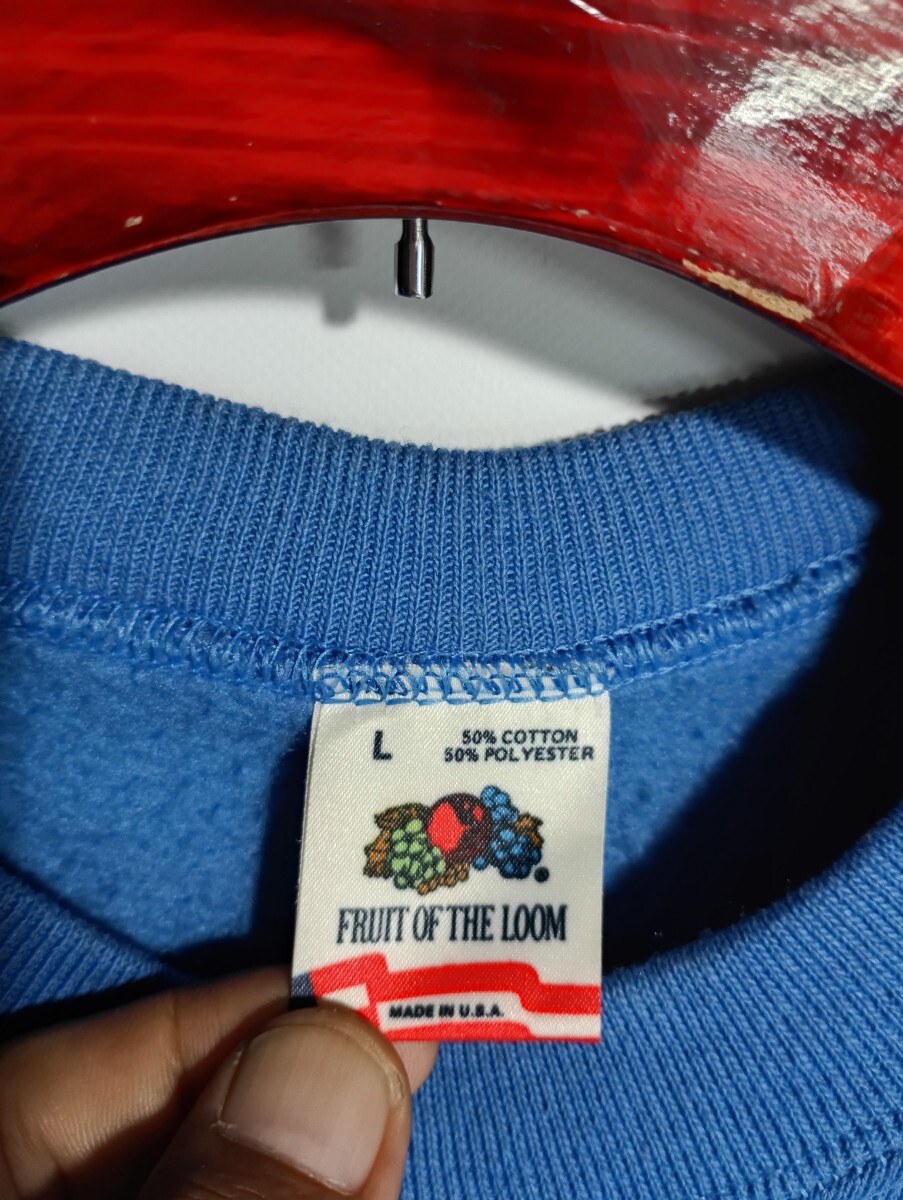 L
50% COTTON
50% POLYESTER
FRUIT OF THE LOOM
MADE IN U.S.A.